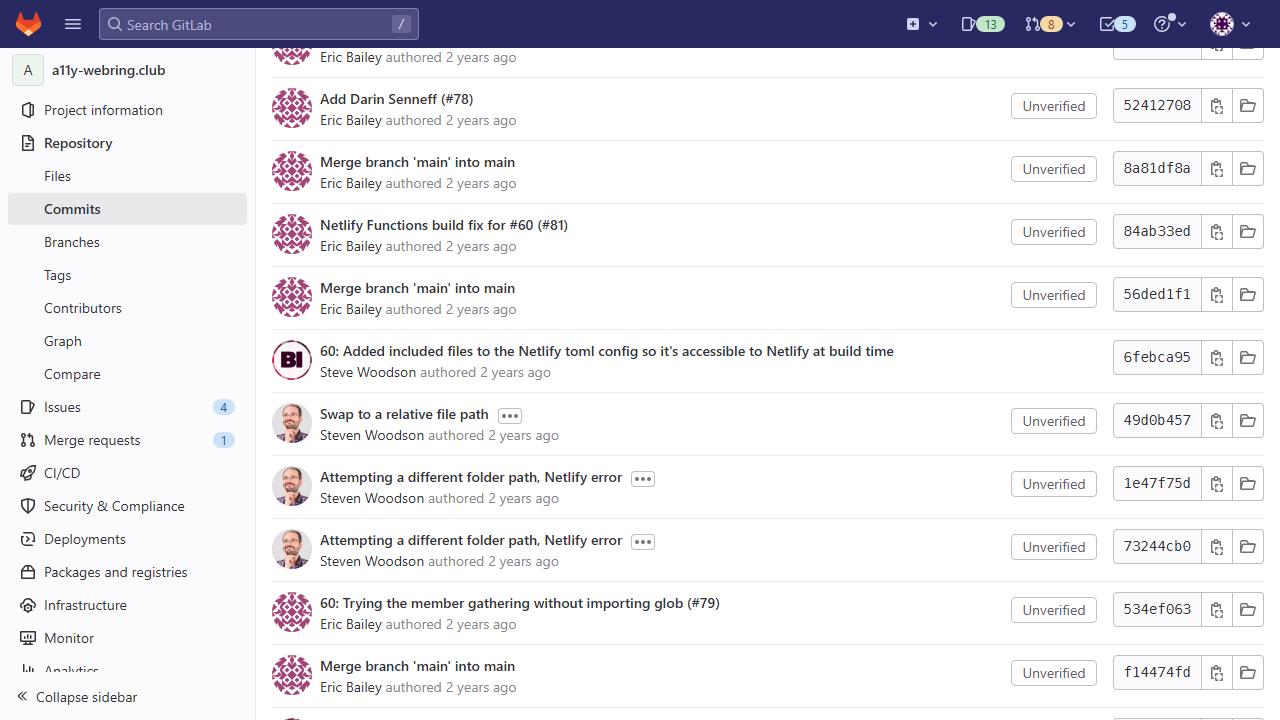 Search GitLab
/
13
8
5
A
a11y-webring.club
Project information
Repository
Files
Commits
Branches
Tags
Contributors
Graph
Compare
Issues
4
Merge requests
1
CI/CD
Security & Compliance
Deployments
Packages and registries
Infrastructure
Monitor
Analytics
Collapse sidebar
Eric Bailey authored 2 years ago
Add Darin Senneff (#78)
Eric Bailey authored 2 years ago
Unverified
52412708
Merge branch 'main' into main
Eric Bailey authored 2 years ago
Unverified
8a81df8a
Netlify Functions build fix for #60 (#81)
Eric Bailey authored 2 years ago
Unverified
84ab33ed
Merge branch 'main' into main
Eric Bailey authored 2 years ago
Unverified
56ded1f1
BI
60: Added included files to the Netlify toml config so it's accessible to Netlify at build time
Steve Woodson authored 2 years ago
6febca95
Swap to a relative file path
Steven Woodson authored 2 years ago
Unverified
49d0b457
Attempting a different folder path, Netlify error
Steven Woodson authored 2 years ago
Unverified
1e47f75d
Attempting a different folder path, Netlify error
Steven Woodson authored 2 years ago
Unverified
73244cb0
60: Trying the member gathering without importing glob (#79)
Eric Bailey authored 2 years ago
Unverified
534ef063
Merge branch 'main' into main
Eric Bailey authored 2 years ago
Unverified
f14474fd